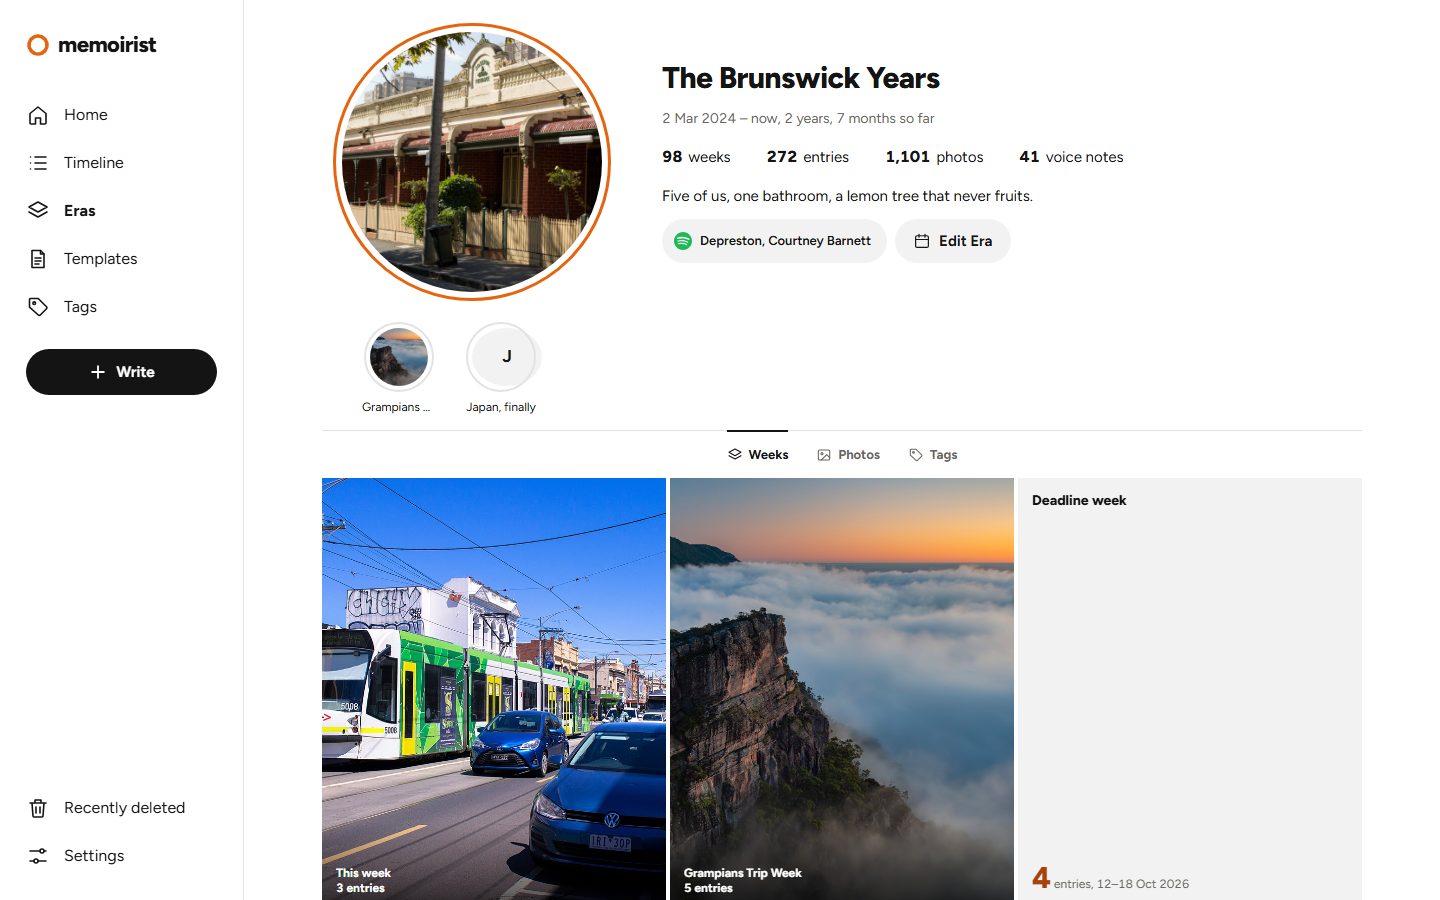 memoirist
Home
Timeline
Eras
Templates
Tags
Write
Recently deleted
Settings
The Brunswick Years
2 Mar 2024 – now, 2 years, 7 months so far
98 weeks 272 entries 1,101 photos 41 voice notes
Five of us, one bathroom, a lemon tree that never fruits.
Depreston, Courtney Barnett
Edit Era
J
Grampians ...
Japan, finally
Weeks
Photos
Tags
5008
5008
This week
3 entries
Grampians Trip Week
5 entries
Deadline week
4 entries, 12–18 Oct 2026